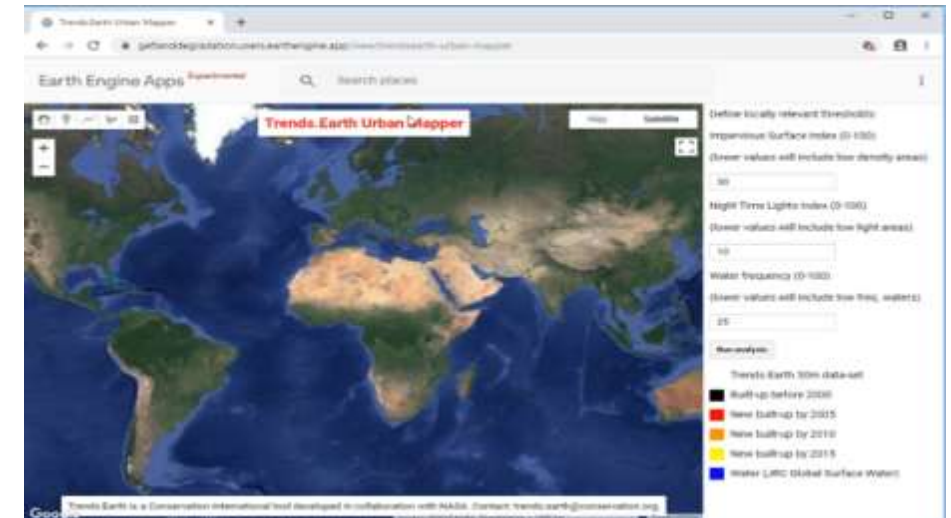 Trends.Earth Urban Mapper
Earth Engine Apps Experimental
Search places
Trends.Earth Urban Mapper
Map Satellite
Define locally relevant thresholds:
Impervious Surface Index (0-100)
(lower values will include low density areas)
30
Night Time Lights Index (0-100)
(lower values will include low light areas)
10
Water frequency (0-100)
(lower values will include low freq. waters)
25
Run analysis
Trends.Earth 30m data-set
Built-up before 2000
New built-up by 2005
New built-up by 2010
New built-up by 2015
Water (JRC Global Surface Water)
Google
Trends.Earth is a Conservation International tool developed in collaboration with NASA. Contact: trends.earth@conservation.org